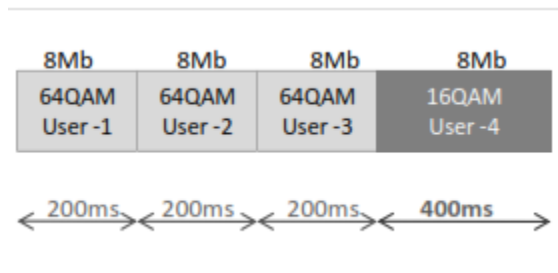 8Mb 8Mb 8Mb 8Mb
64QAM 64QAM 64QAM 16QAM
User -1 User -2 User -3 User -4
200ms 200ms 200ms 400ms